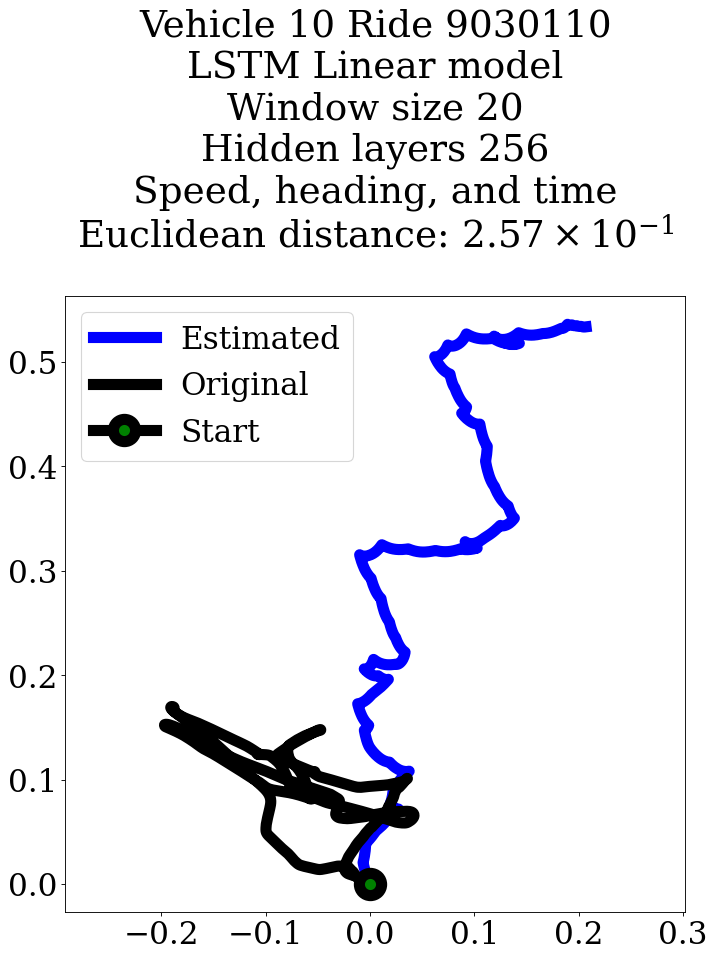 Vehicle 10 Ride 9030110
LSTM Linear model
Window size 20
Hidden layers 256
Speed, heading, and time
Euclidean distance: 2.57 × 10⁻¹
Estimated
Original
Start
0.5
0.4
0.3
0.2
0.1
0.0
−0.2 −0.1 0.0 0.1 0.2 0.3